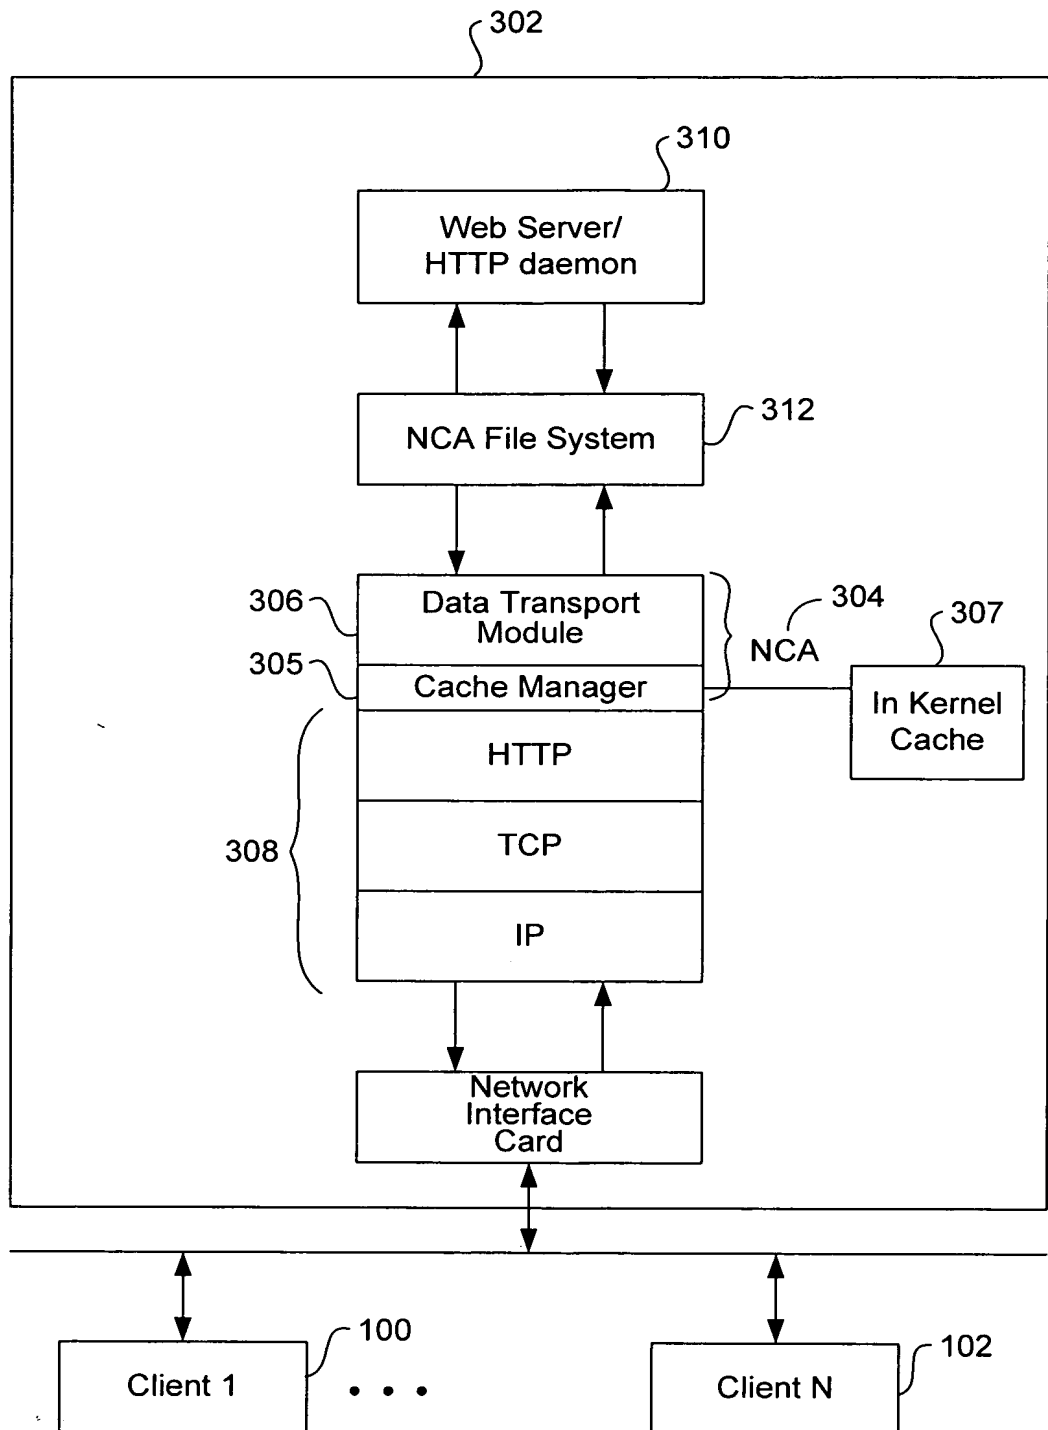 302
310
Web Server/
HTTP daemon
312
NCA File System
306
Data Transport
Module
304
NCA
307
305
Cache Manager
In Kernel
Cache
HTTP
308
TCP
IP
Network
Interface
Card
100
Client 1
102
Client N